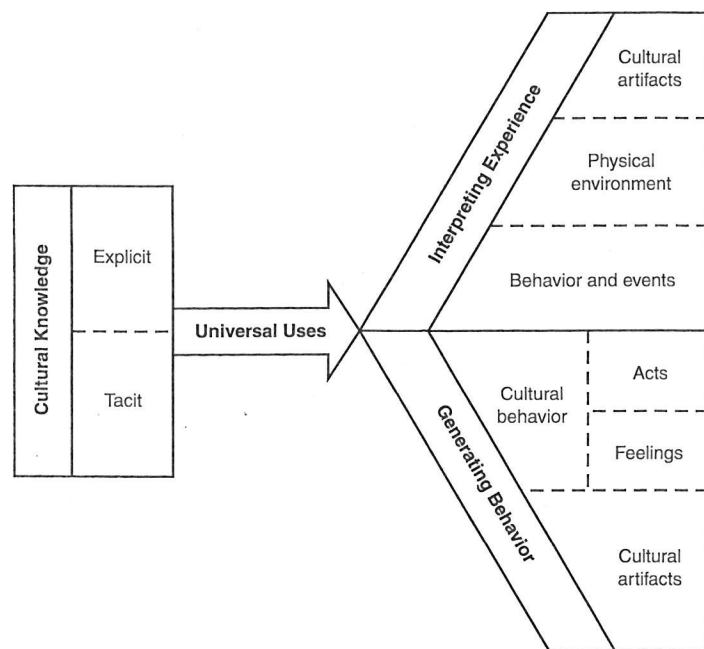 Cultural Knowledge
Explicit
Tacit
Universal Uses
Interpreting Experience
Cultural
artifacts
Physical
environment
Behavior and events
Generating Behavior
Cultural
behavior
Acts
Feelings
Cultural
artifacts